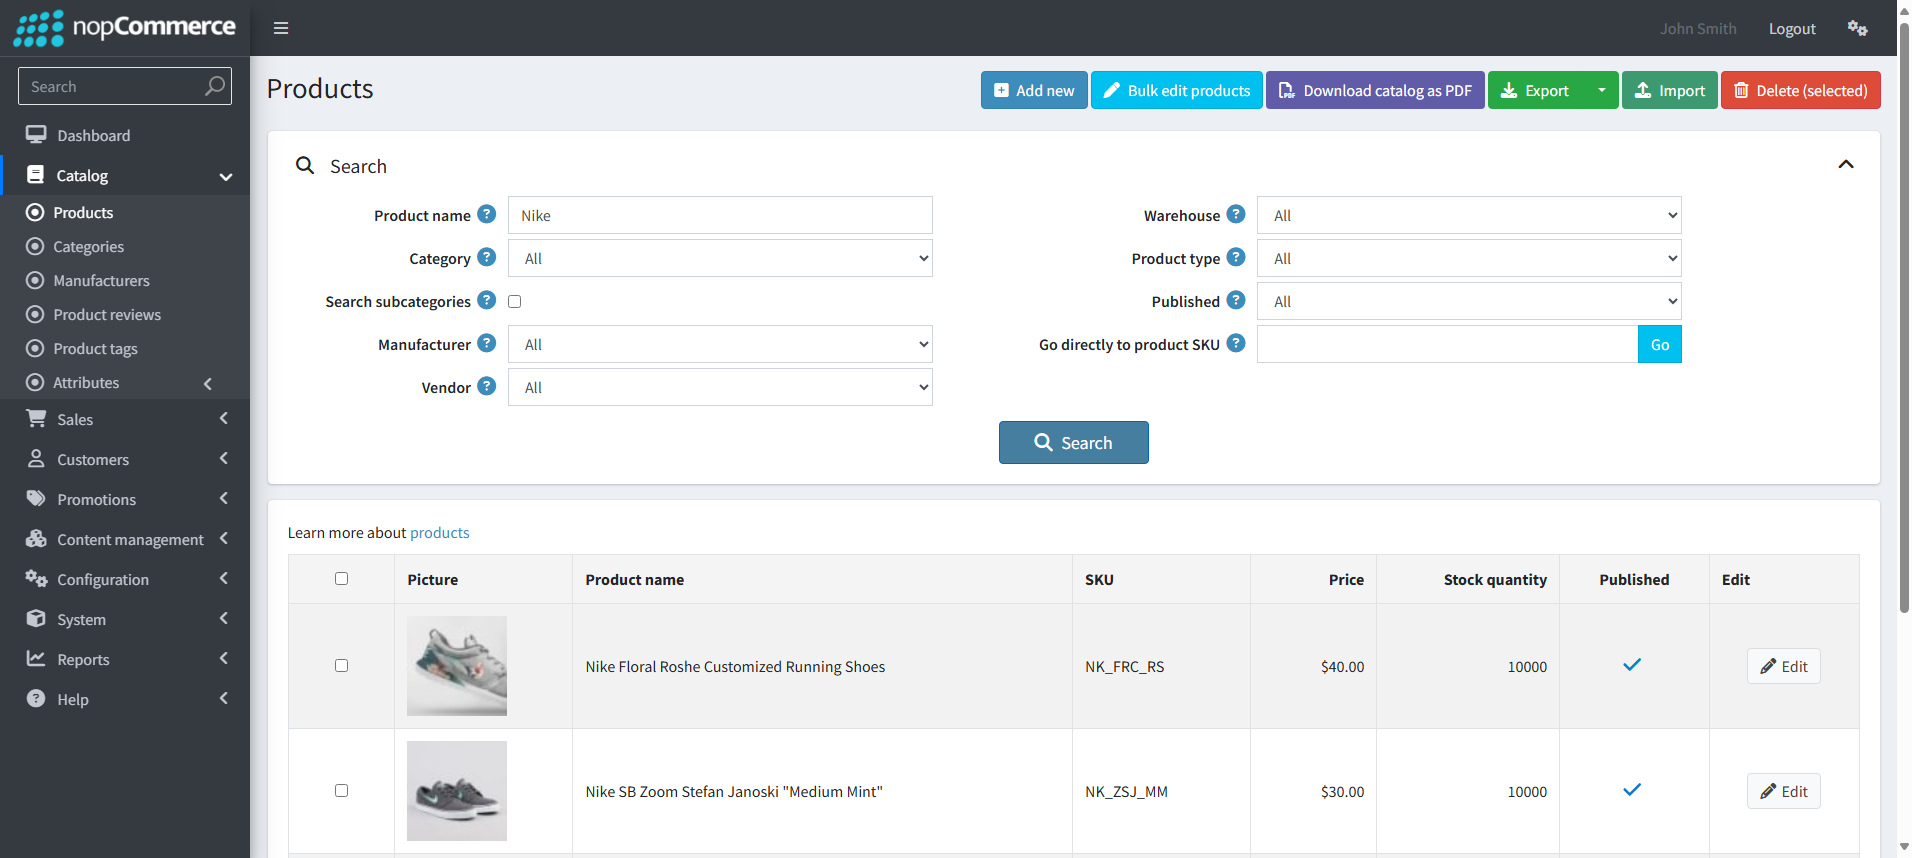 nopCommerce
John Smith
Logout
Search
Dashboard
Catalog
Products
Categories
Manufacturers
Product reviews
Product tags
Attributes
Sales
Customers
Promotions
Content management
Configuration
System
Reports
Help
Products
Add new
Bulk edit products
Download catalog as PDF
Export
Import
Delete (selected)
Search
Product name ? Nike
Category ? All
Search subcategories ?
Manufacturer ? All
Vendor ? All
Warehouse ? All
Product type ? All
Published ? All
Go directly to product SKU ? Go
Search
Learn more about products
Picture Product name SKU Price Stock quantity Published Edit
Nike Floral Roshe Customized Running Shoes NK_FRC_RS $40.00 10000 Edit
Nike SB Zoom Stefan Janoski "Medium Mint" NK_ZSJ_MM $30.00 10000 Edit